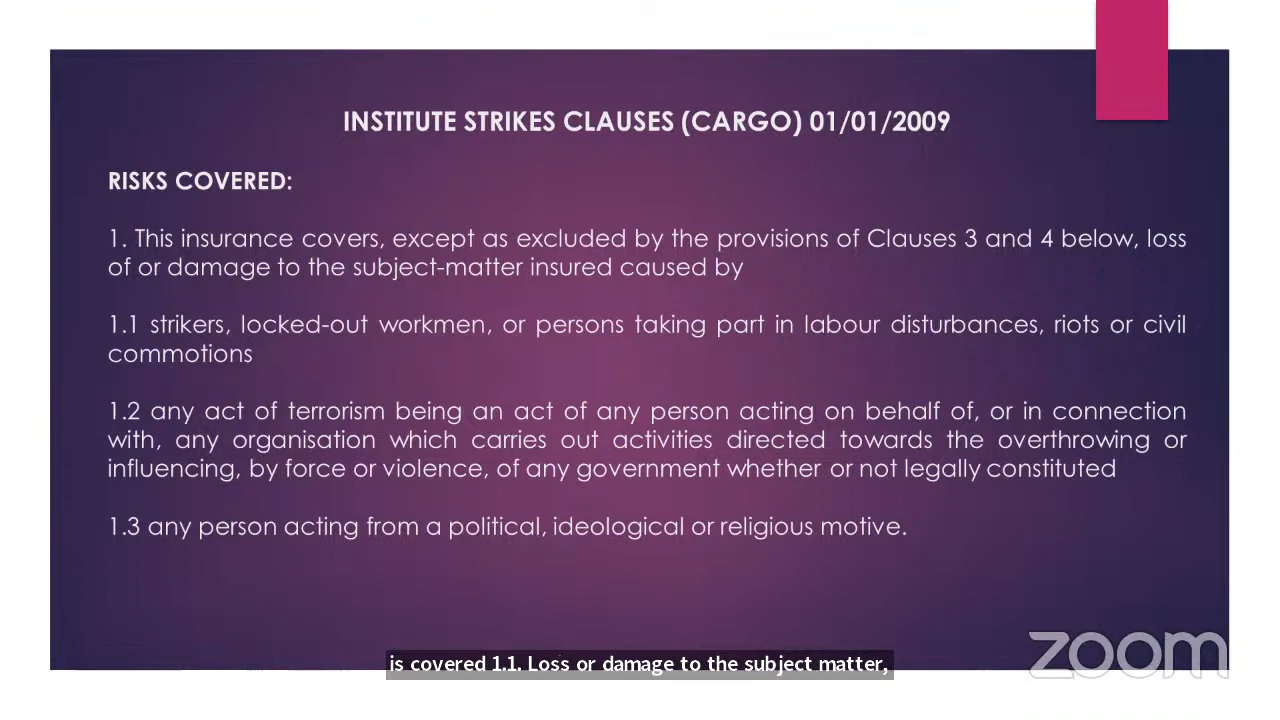 INSTITUTE STRIKES CLAUSES (CARGO) 01/01/2009
RISKS COVERED:
1. This insurance covers, except as excluded by the provisions of Clauses 3 and 4 below, loss
of or damage to the subject-matter insured caused by
1.1 strikers, locked-out workmen, or persons taking part in labour disturbances, riots or civil
commotions
1.2 any act of terrorism being an act of any person acting on behalf of, or in connection
with, any organisation which carries out activities directed towards the overthrowing or
influencing, by force or violence, of any government whether or not legally constituted
1.3 any person acting from a political, ideological or religious motive.
is covered 1.1. Loss or damage to the subject matter,
zoom